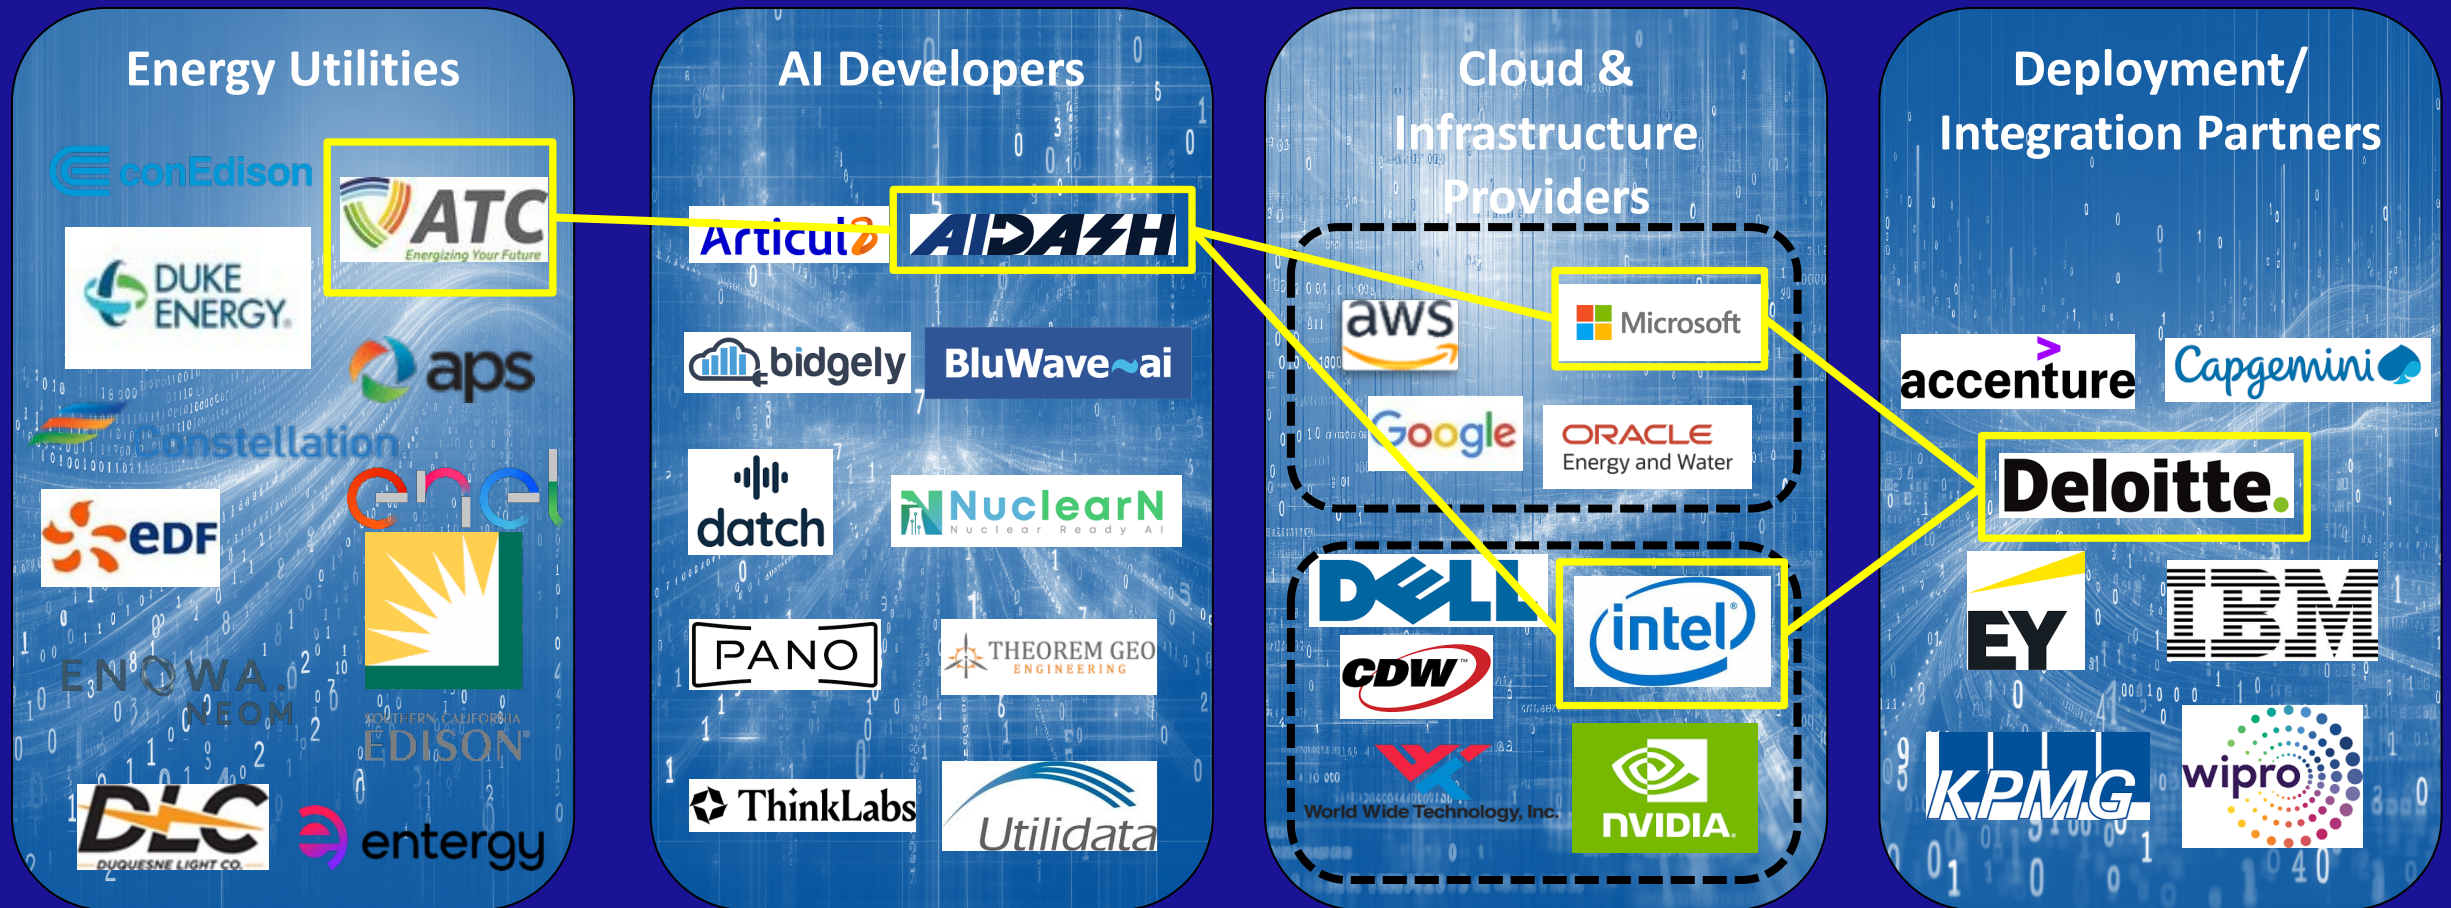 Energy Utilities
conEdison
ATC
Energizing Your Future
DUKE
ENERGY®
aps
Constellation
enel
eDF
ENOWA.
NEOM
SOUTHERN CALIFORNIA
EDISON®
DLC
DUQUESNE LIGHT CO.
entergy
AI Developers
Articul8
AIDASH
bidgely
BluWave~ai
datch
NuclearN
Nuclear Ready AI
PANO
THEOREM GEO
ENGINEERING
ThinkLabs
Utilidata
Cloud &
Infrastructure
Providers
aws
Microsoft
Google
ORACLE
Energy and Water
DELL
intel®
CDW™
World Wide Technology, Inc.
NVIDIA.
Deployment/
Integration Partners
>
accenture
Capgemini
Deloitte.
EY
IBM
KPMG
wipro